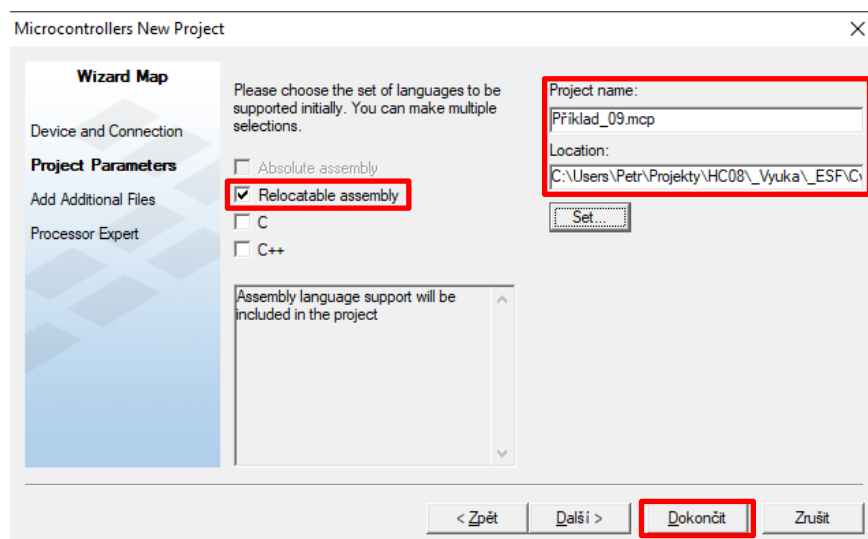 Microcontrollers New Project
Wizard Map
Device and Connection
Project Parameters
Add Additional Files
Processor Expert
Please choose the set of languages to be
supported initially. You can make multiple
selections.
Absolute assembly
Relocatable assembly
C
C++
Assembly language support will be
included in the project
Project name:
Příklad_09.mcp
Location:
C:\Users\Petr\Projekty\HC08\_Vyuka\_ESF\Cv
Set...
< Zpět
Další >
Dokončit
Zrušit